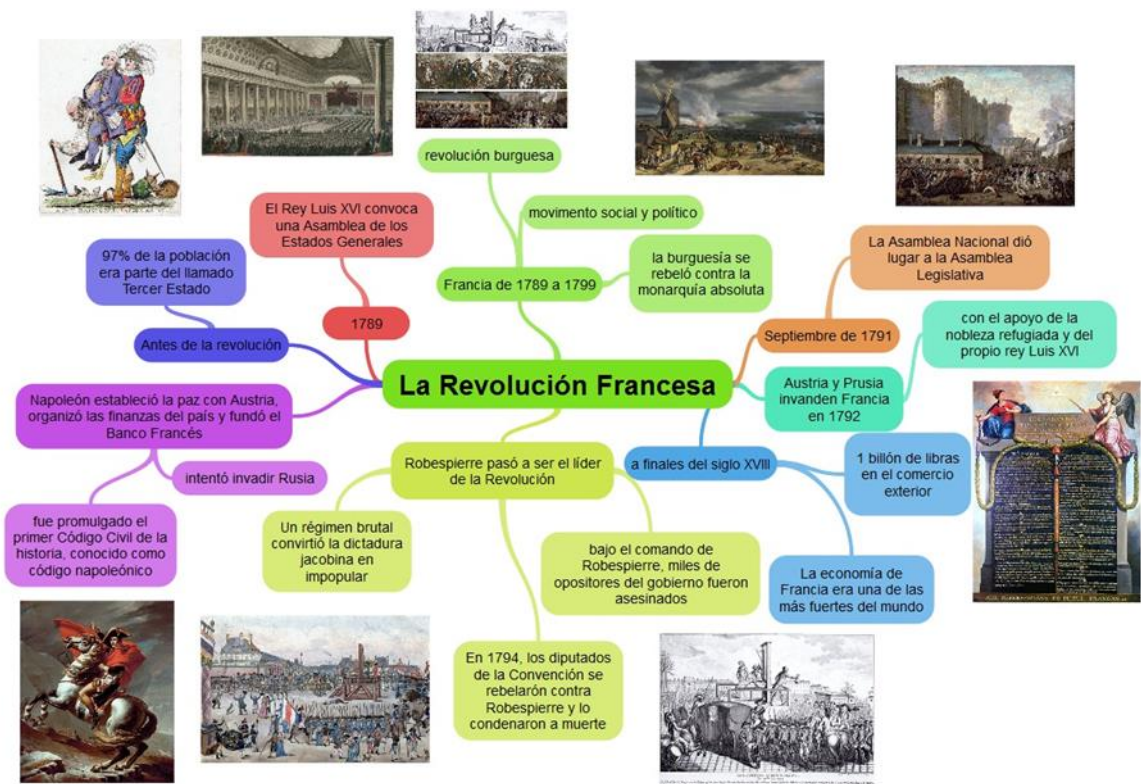 revolución burguesa
movimento social y político
la burguesía se
rebeló contra la
monarquía absoluta
Francia de 1789 a 1799
El Rey Luis XVI convoca
una Asamblea de los
Estados Generales
1789
97% de la población
era parte del llamado
Tercer Estado
Antes de la revolución
La Asamblea Nacional dió
lugar a la Asamblea
Legislativa
Septiembre de 1791
con el apoyo de la
nobleza refugiada y del
propio rey Luis XVI
Austria y Prusia
invanden Francia
en 1792
La Revolución Francesa
Napoleón estableció la paz con Austria,
organizó las finanzas del país y fundó el
Banco Francés
intentó invadir Rusia
fue promulgado el
primer Código Civil de la
historia, conocido como
código napoleónico
Robespierre pasó a ser el líder
de la Revolución
Un régimen brutal
convirtió la dictadura
jacobina en
impopular
bajo el comando de
Robespierre, miles de
opositores del gobierno fueron
asesinados
En 1794, los diputados
de la Convención se
rebelarón contra
Robespierre y lo
condenaron a muerte
a finales del siglo XVIII
1 billón de libras
en el comercio
exterior
La economía de
Francia era una de las
más fuertes del mundo